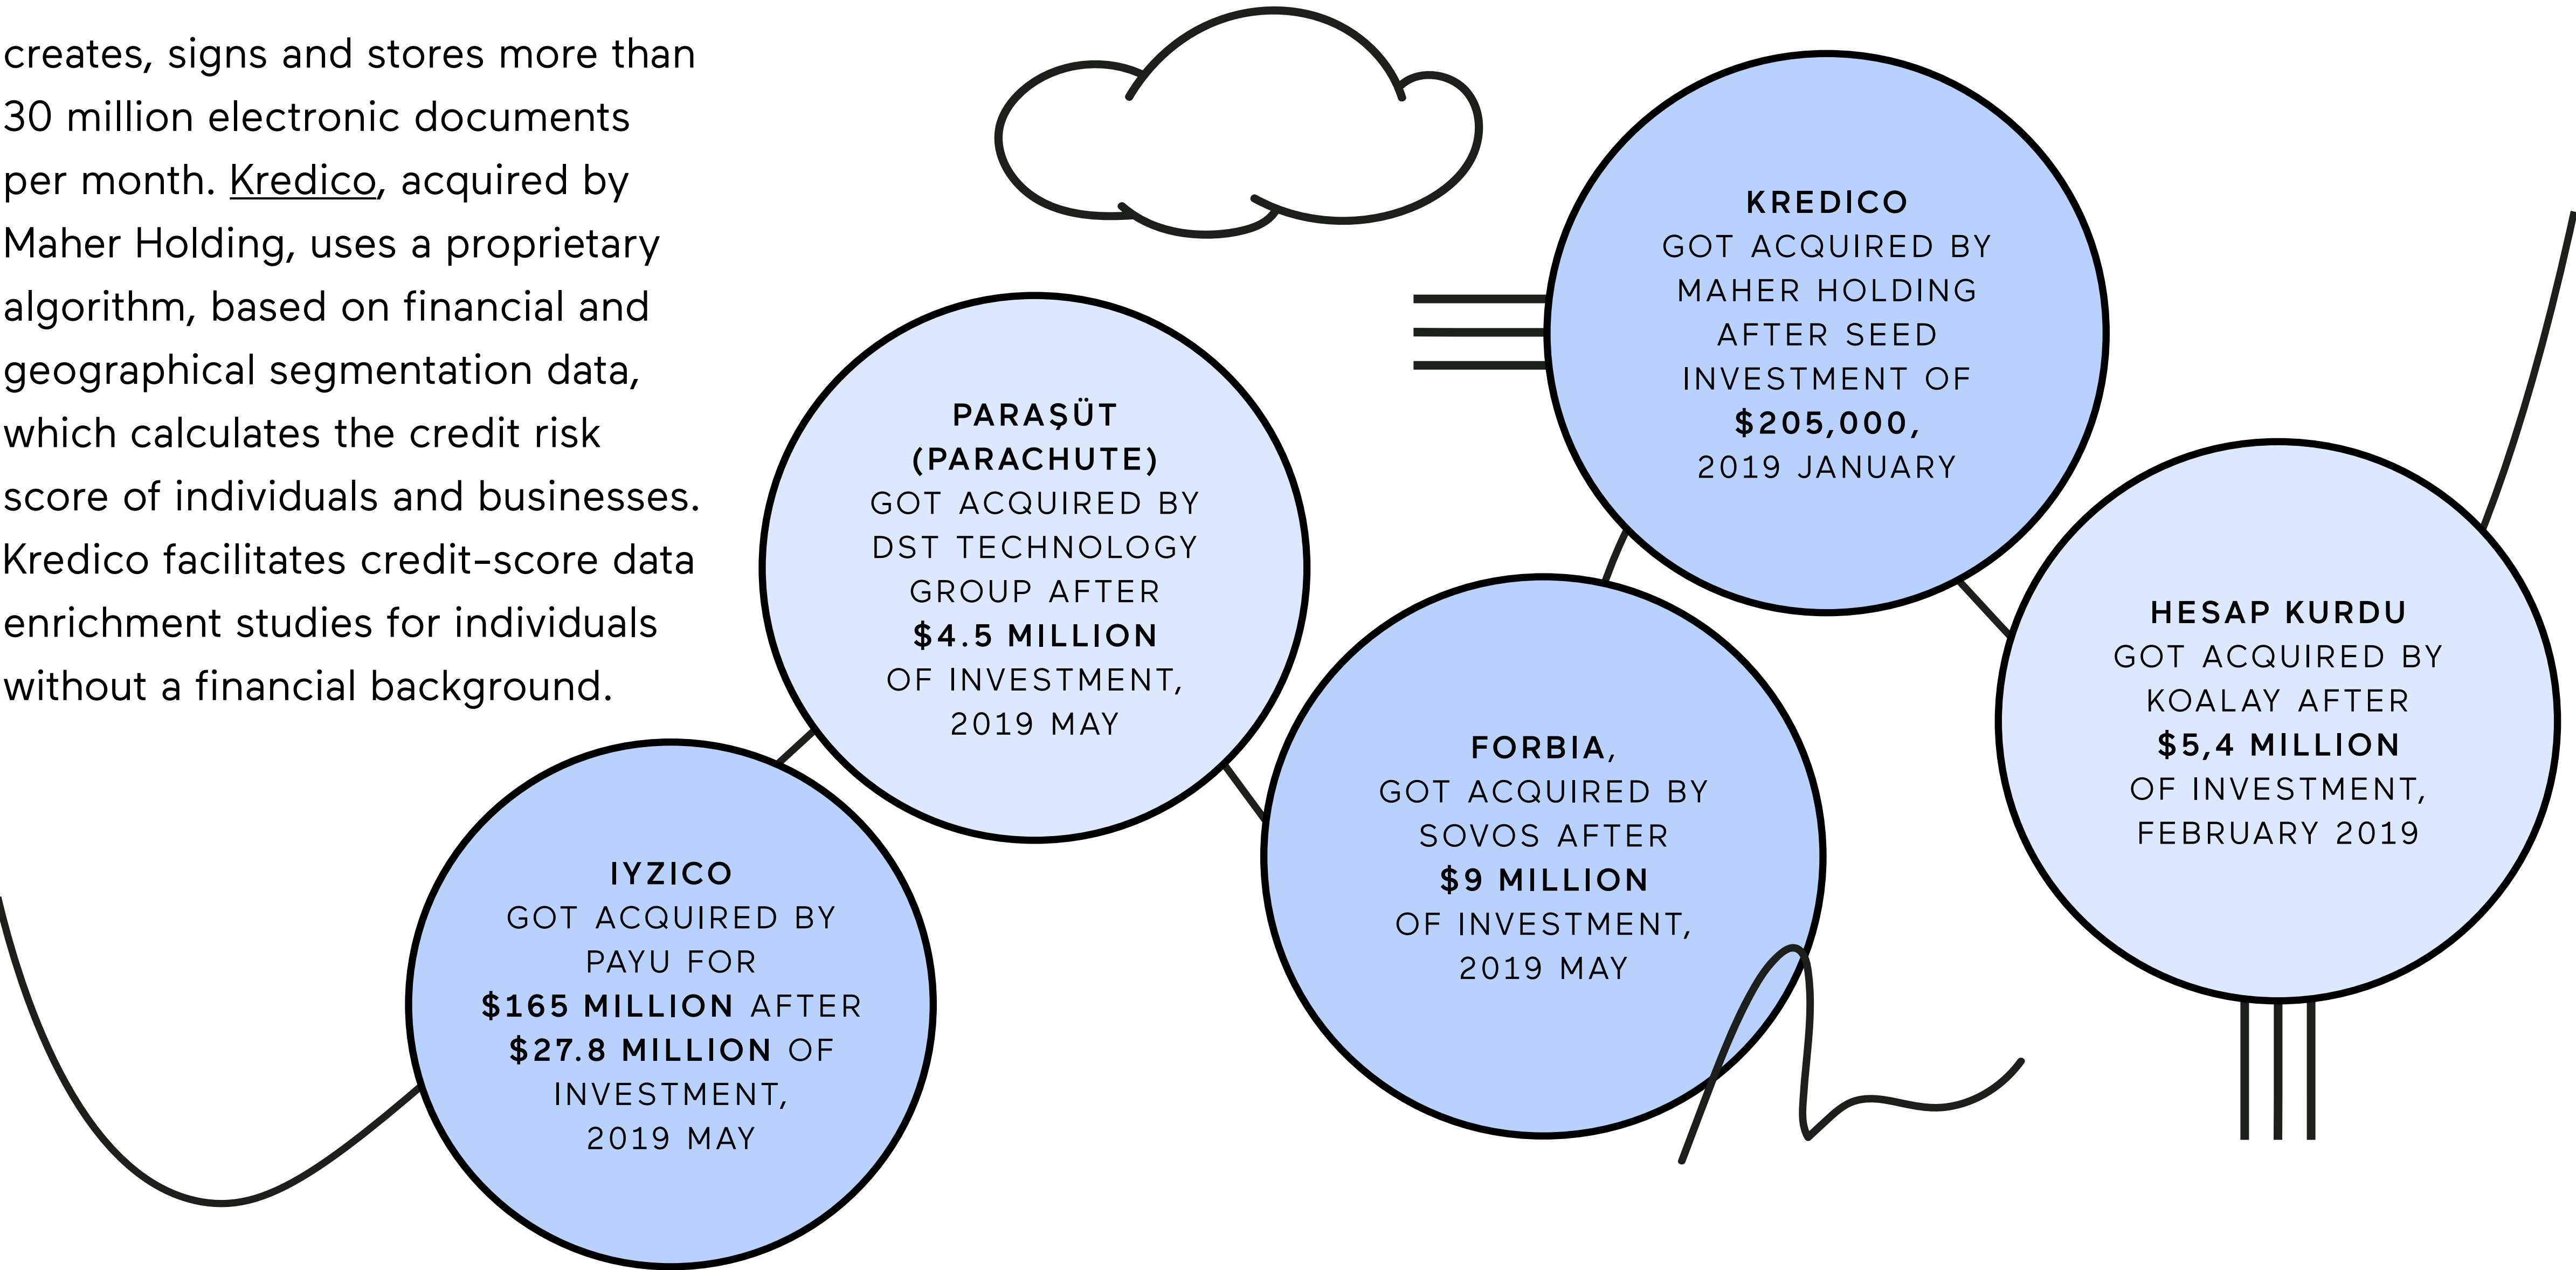 creates, signs and stores more than
30 million electronic documents
per month. Kredico, acquired by
Maher Holding, uses a proprietary
algorithm, based on financial and
geographical segmentation data,
which calculates the credit risk
score of individuals and businesses.
Kredico facilitates credit-score data
enrichment studies for individuals
without a financial background.
IYZICO
GOT ACQUIRED BY
PAYU FOR
$165 MILLION AFTER
$27.8 MILLION OF
INVESTMENT,
2019 MAY
PARAŞÜT
(PARACHUTE)
GOT ACQUIRED BY
DST TECHNOLOGY
GROUP AFTER
$4.5 MILLION
OF INVESTMENT,
2019 MAY
FORBIA,
GOT ACQUIRED BY
SOVOS AFTER
$9 MILLION
OF INVESTMENT,
2019 MAY
KREDICO
GOT ACQUIRED BY
MAHER HOLDING
AFTER SEED
INVESTMENT OF
$205,000,
2019 JANUARY
HESAP KURDU
GOT ACQUIRED BY
KOALAY AFTER
$5,4 MILLION
OF INVESTMENT,
FEBRUARY 2019